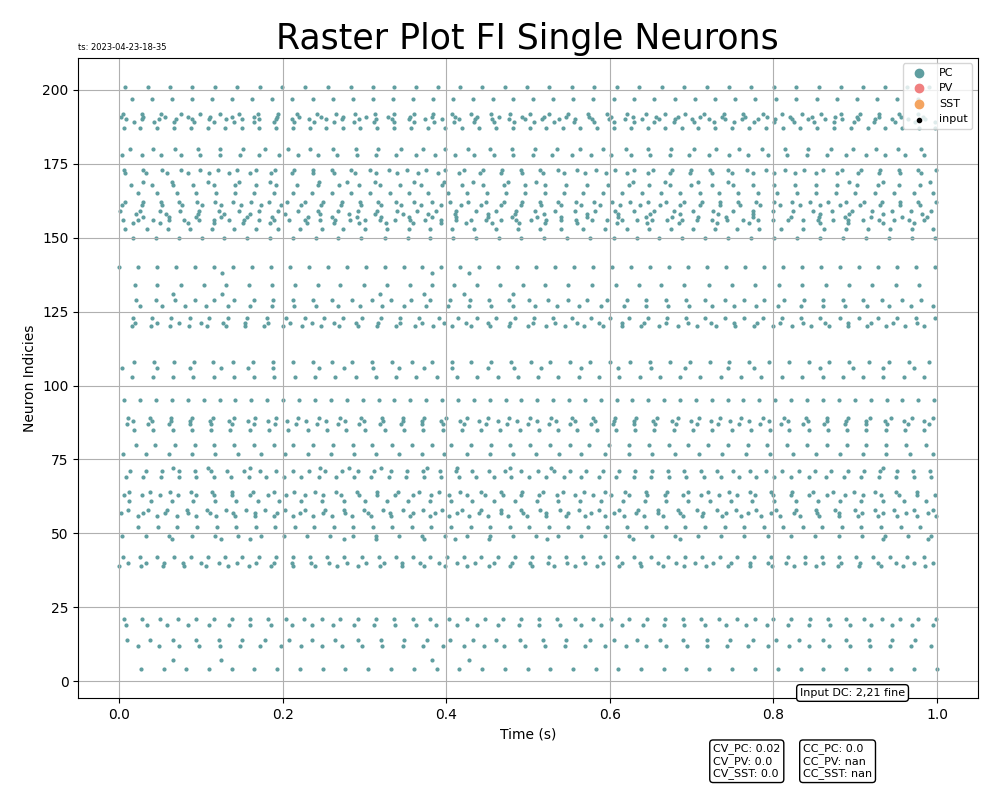 Raster Plot FI Single Neurons
ts: 2023-04-23-18-35
PC
PV
SST
input
200
175
150
125
100
75
50
25
0
Neuron Indicies
0.0 0.2 0.4 0.6 0.8 1.0
Time (s)
Input DC: 2,21 fine
CV_PC: 0.02
CV_PV: 0.0
CV_SST: 0.0
CC_PC: 0.0
CC_PV: nan
CC_SST: nan